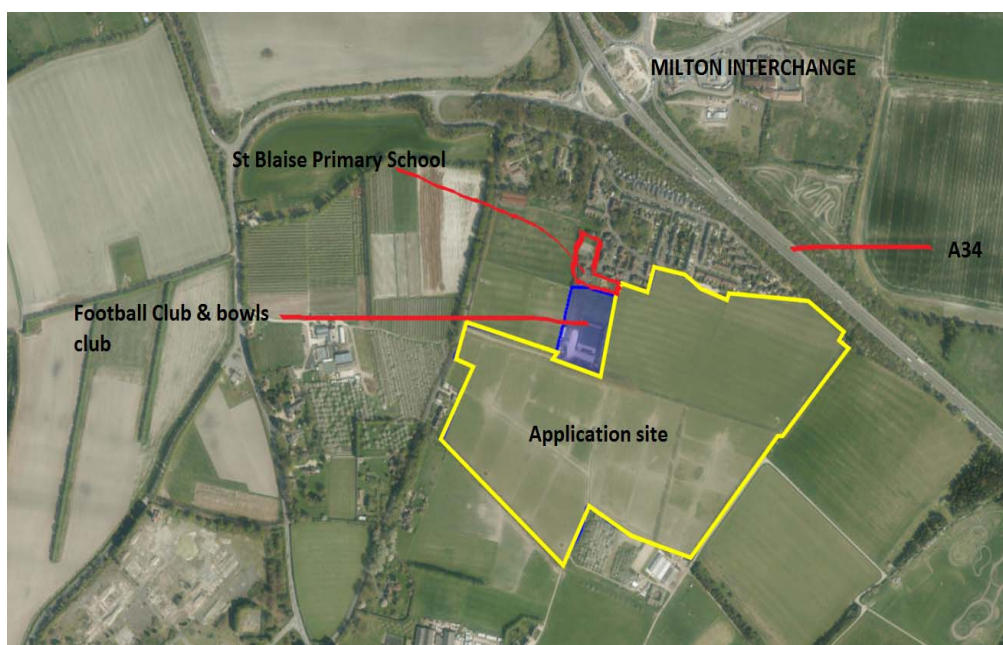 MILTON INTERCHANGE
St Blaise Primary School
A34
Football Club & bowls
club
Application site